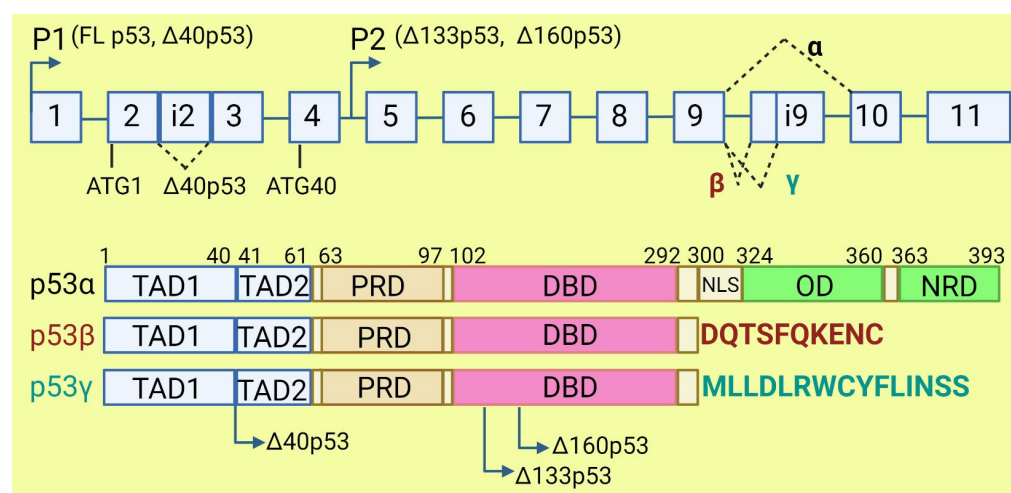 P1 (FL p53, Δ40p53) P2 (Δ133p53, Δ160p53)
α
1 2 i2 3 4 5 6 7 8 9 i9 10 11
ATG1 Δ40p53 ATG40 β γ
1 40 41 61 63 97 102 292 300 324 360 363 393
p53α TAD1 TAD2 PRD DBD NLS OD NRD
p53β TAD1 TAD2 PRD DBD DQTSFQKENC
p53γ TAD1 TAD2 PRD DBD MLLDLRWCYFLINSS
Δ40p53 Δ160p53
Δ133p53